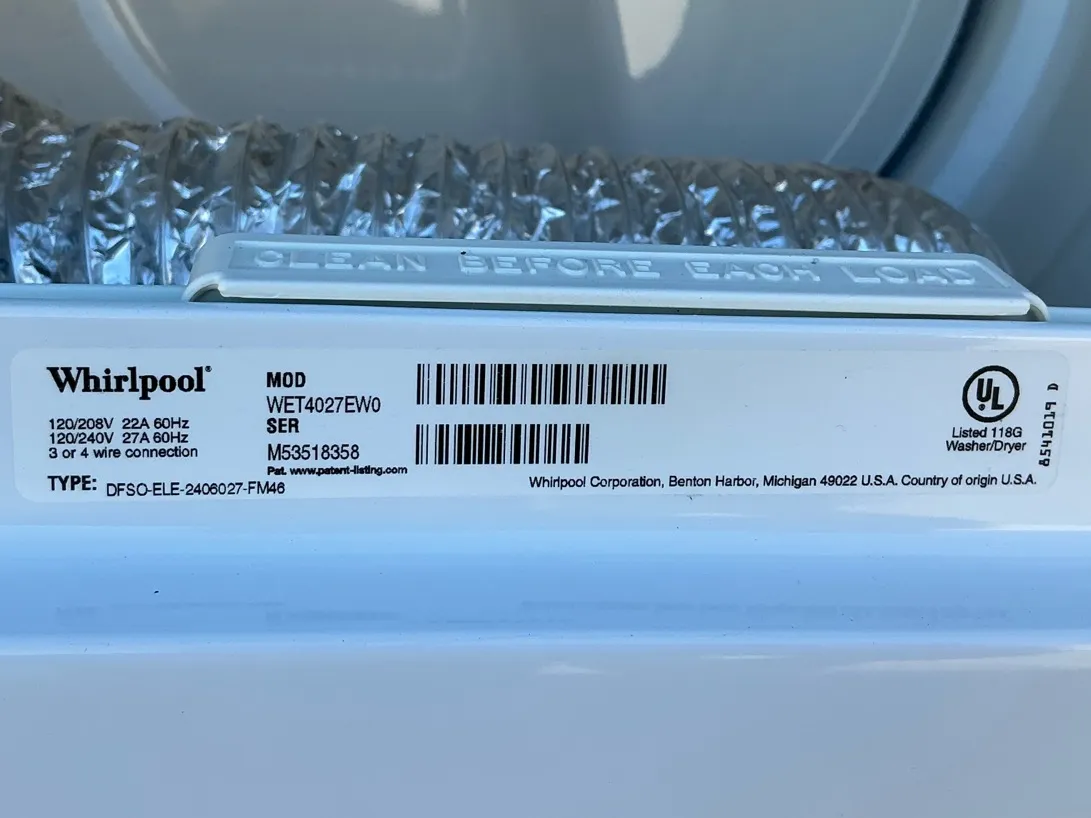 CLEAN BEFORE EACH LOAD
Whirlpool®
120/208V 22A 60Hz
120/240V 27A 60Hz
3 or 4 wire connection
TYPE: DFSO-ELE-2406027-FM46
MOD
WET4027EW0
SER
M53518358
Pat. www.patent-listing.com
UL
Listed 118G
Washer/Dryer
8541019 D
Whirlpool Corporation, Benton Harbor, Michigan 49022 U.S.A. Country of origin U.S.A.